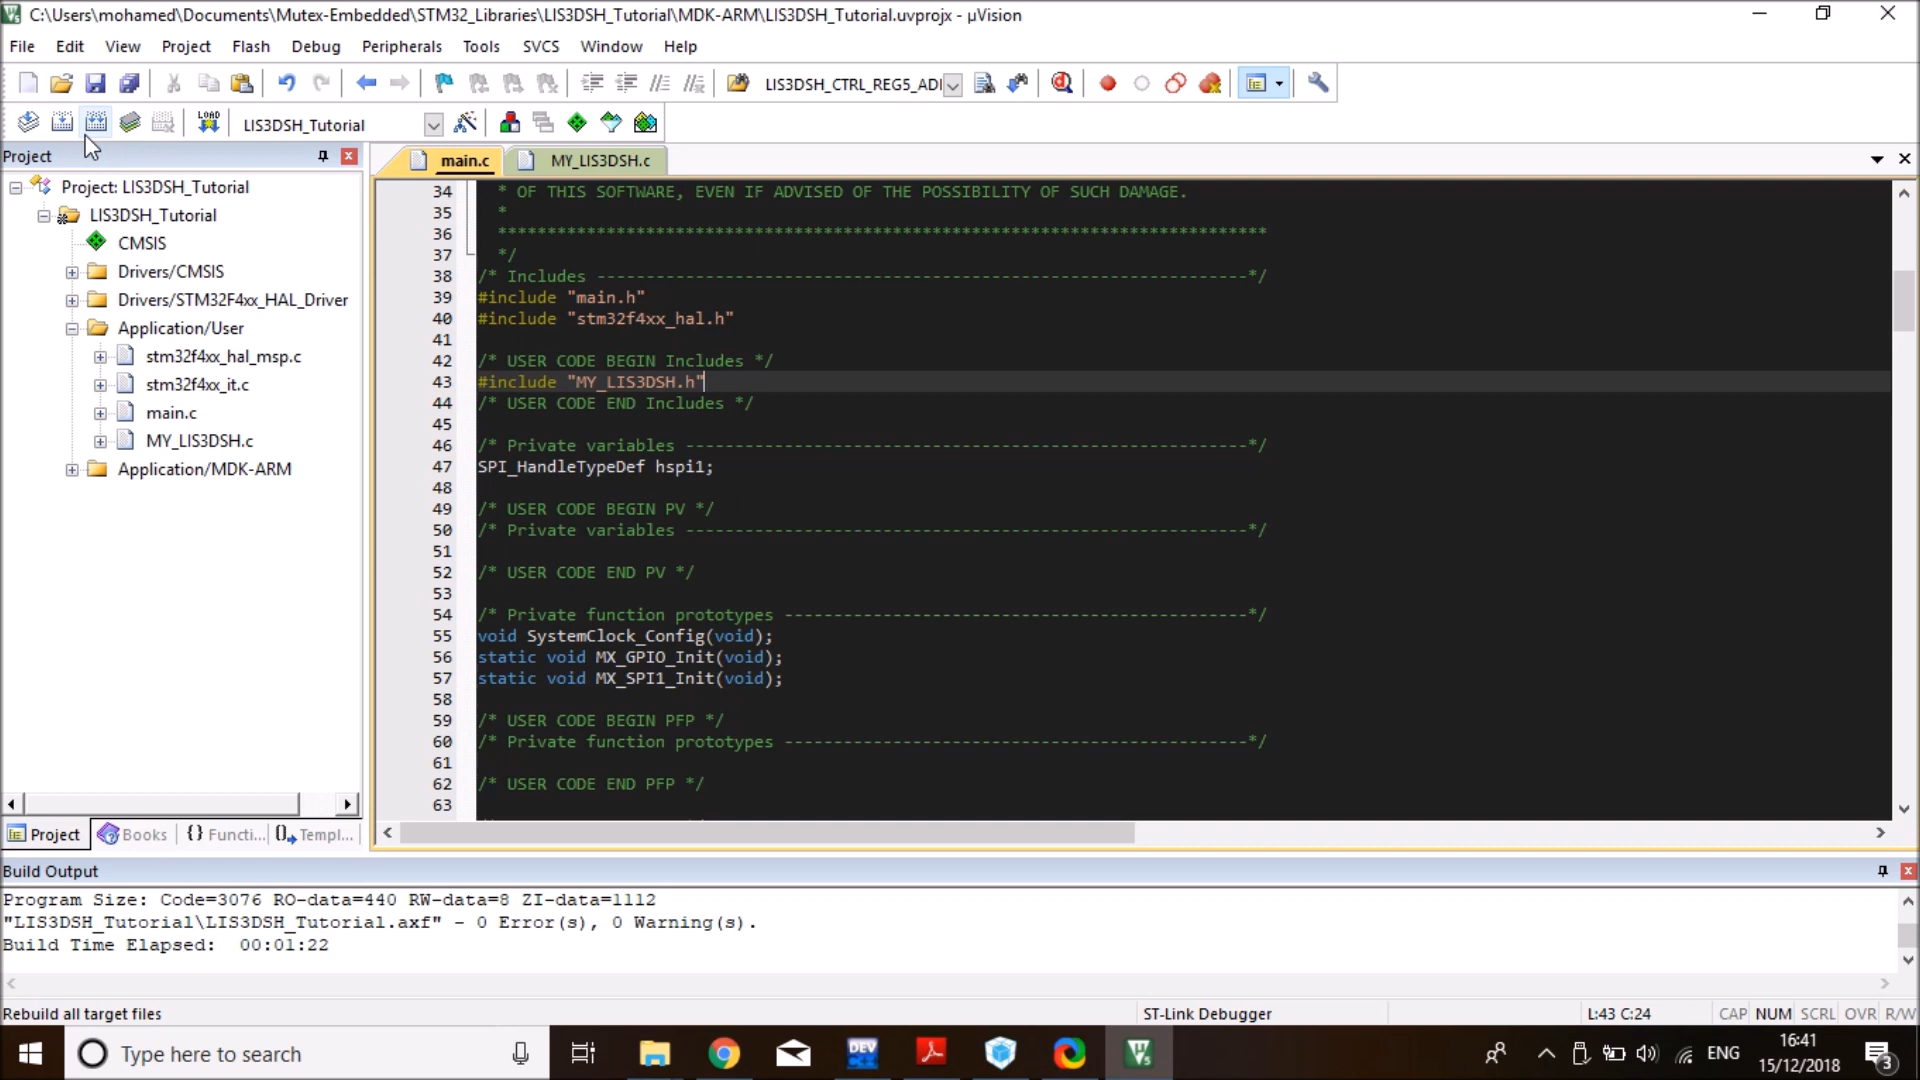 C:\Users\mohamed\Documents\Mutex-Embedded\STM32_Libraries\LIS3DSH_Tutorial\MDK-ARM\LIS3DSH_Tutorial.uvprojx - µVision
File Edit View Project Flash Debug Peripherals Tools SVCS Window Help
LIS3DSH_CTRL_REG5_ADI
LOAD LIS3DSH_Tutorial
Project
main.c MY_LIS3DSH.c
Project: LIS3DSH_Tutorial
LIS3DSH_Tutorial
CMSIS
Drivers/CMSIS
Drivers/STM32F4xx_HAL_Driver
Application/User
stm32f4xx_hal_msp.c
stm32f4xx_it.c
main.c
MY_LIS3DSH.c
Application/MDK-ARM
34 * OF THIS SOFTWARE, EVEN IF ADVISED OF THE POSSIBILITY OF SUCH DAMAGE.
35 *
36 ******************************************************************************
37 */
38 /* Includes ------------------------------------------------------------------*/
39 #include "main.h"
40 #include "stm32f4xx_hal.h"
41
42 /* USER CODE BEGIN Includes */
43 #include "MY_LIS3DSH.h"
44 /* USER CODE END Includes */
45
46 /* Private variables ---------------------------------------------------------*/
47 SPI_HandleTypeDef hspi1;
48
49 /* USER CODE BEGIN PV */
50 /* Private variables ---------------------------------------------------------*/
51
52 /* USER CODE END PV */
53
54 /* Private function prototypes -----------------------------------------------*/
55 void SystemClock_Config(void);
56 static void MX_GPIO_Init(void);
57 static void MX_SPI1_Init(void);
58
59 /* USER CODE BEGIN PFP */
60 /* Private function prototypes -----------------------------------------------*/
61
62 /* USER CODE END PFP */
63
Project Books {} Functi... Templ...
Build Output
Program Size: Code=3076 RO-data=440 RW-data=8 ZI-data=1112
"LIS3DSH_Tutorial\LIS3DSH_Tutorial.axf" - 0 Error(s), 0 Warning(s).
Build Time Elapsed:  00:01:22
Rebuild all target files ST-Link Debugger L:43 C:24 CAP NUM SCRL OVR R/W
Type here to search DEV ENG 16:41
15/12/2018 3